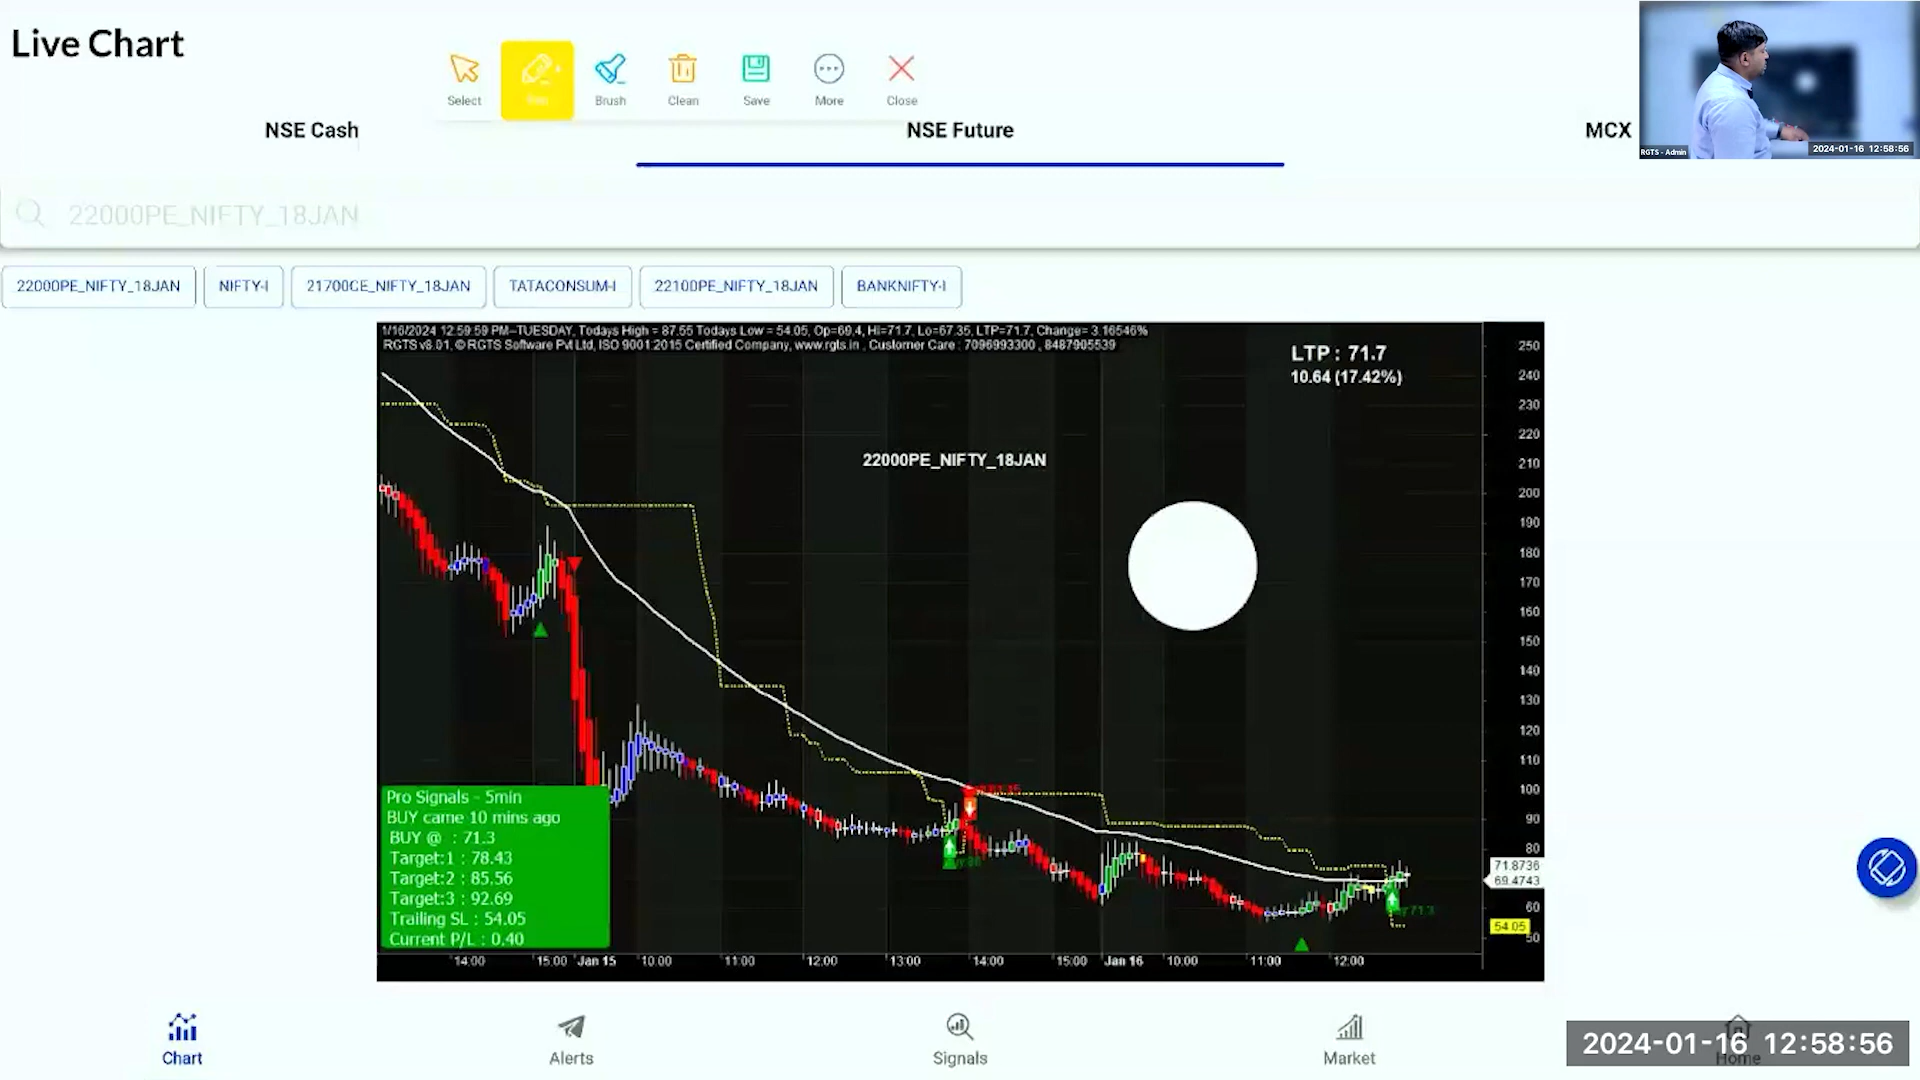 Live Chart
Select
Brush
Clean
Save
More
Close
NSE Cash
NSE Future
MCX
RGTS - Admin
2024-01-16 12:58:56
22000PE_NIFTY_18JAN
22000PE_NIFTY_18JAN
NIFTY-I
21700CE_NIFTY_18JAN
TATACONSUM-I
22100PE_NIFTY_18JAN
BANKNIFTY-I
1/16/2024 12:59:59 PM--TUESDAY, Todays High = 87.55 Todays Low = 54.05, Op=69.4, Hi=71.7, Lo=67.35, LTP=71.7, Change= 3.16546%
RGTS v8.01, © RGTS Software Pvt Ltd, ISO 9001:2015 Certified Company, www.rgts.in , Customer Care : 7096993300 , 8487905539
LTP : 71.7
10.64 (17.42%)
22000PE_NIFTY_18JAN
250
240
230
220
210
200
190
180
170
160
150
140
130
120
110
100
90
80
71.8736
69.4743
60
54.05
50
Pro Signals - 5min
BUY came 10 mins ago
BUY @ : 71.3
Target:1 : 78.43
Target:2 : 85.56
Target:3 : 92.69
Trailing SL : 54.05
Current P/L : 0.40
14:00
15:00
Jan 15
10:00
11:00
12:00
13:00
14:00
15:00
Jan 16
10:00
11:00
12:00
Chart
Alerts
Signals
Market
Home
2024-01-16 12:58:56